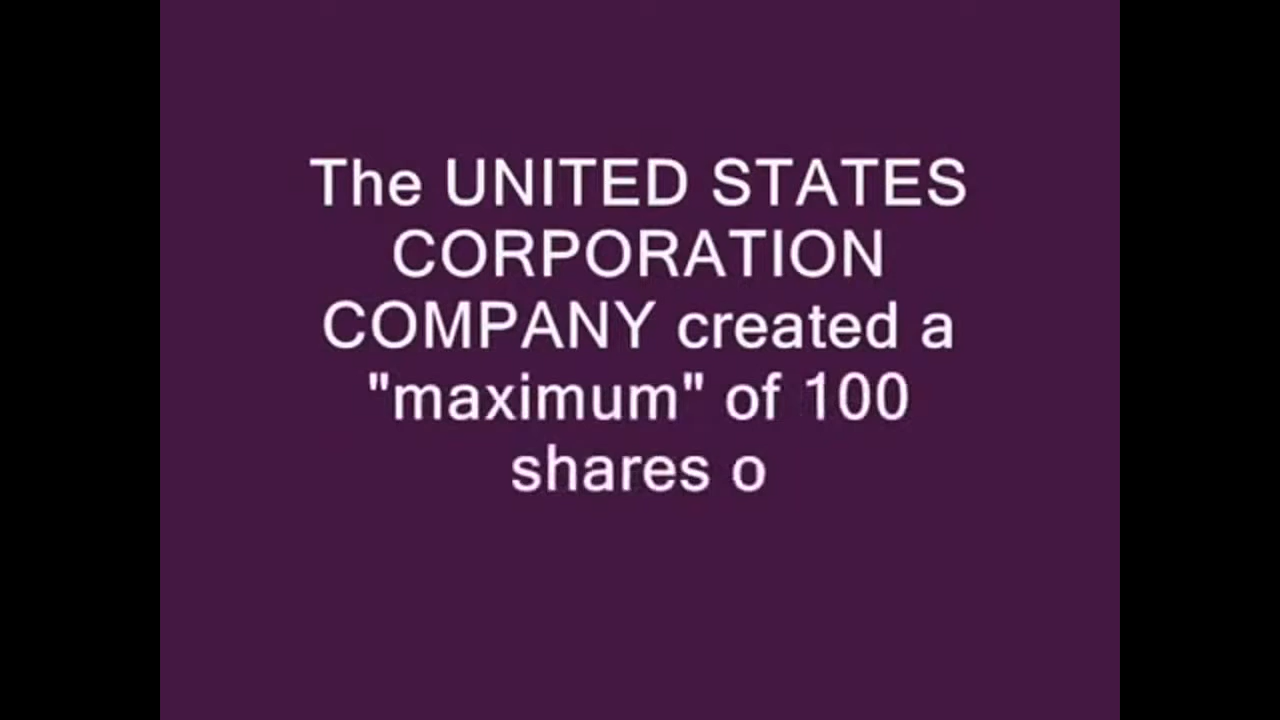 The UNITED STATES
CORPORATION
COMPANY created a
"maximum" of 100
shares o